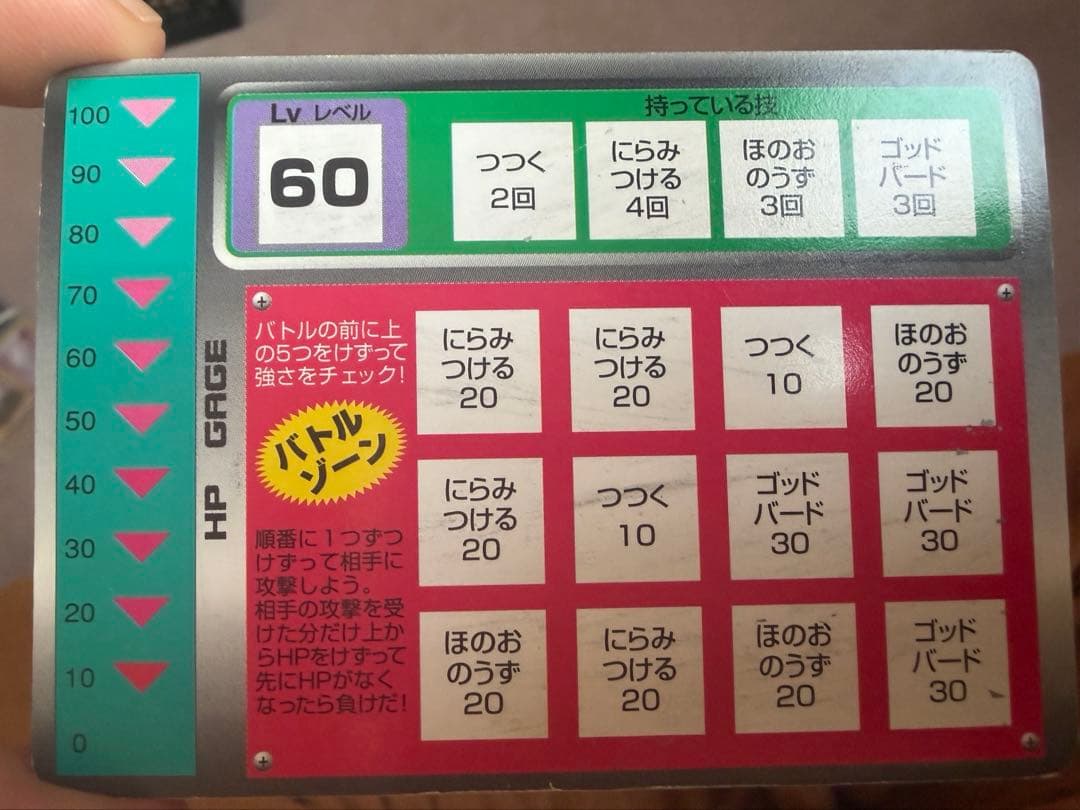 100
90
80
70
60
50
40
30
20
10
0
HP GAGE
Lv レベル
60
持っている技
つつく
2回
にらみ
つける
4回
ほのお
のうず
3回
ゴッド
バード
3回
バトルの前に上
の5つをけずって
強さをチェック!
バトル
ゾーン
順番に1つずつ
けずって相手に
攻撃しよう。
相手の攻撃を受
けた分だけ上か
らHPをけずって
先にHPがなく
なったら負けだ!
にらみ
つける
20
にらみ
つける
20
つつく
10
ほのお
のうず
20
にらみ
つける
20
つつく
10
ゴッド
バード
30
ゴッド
バード
30
ほのお
のうず
20
にらみ
つける
20
ほのお
のうず
20
ゴッド
バード
30